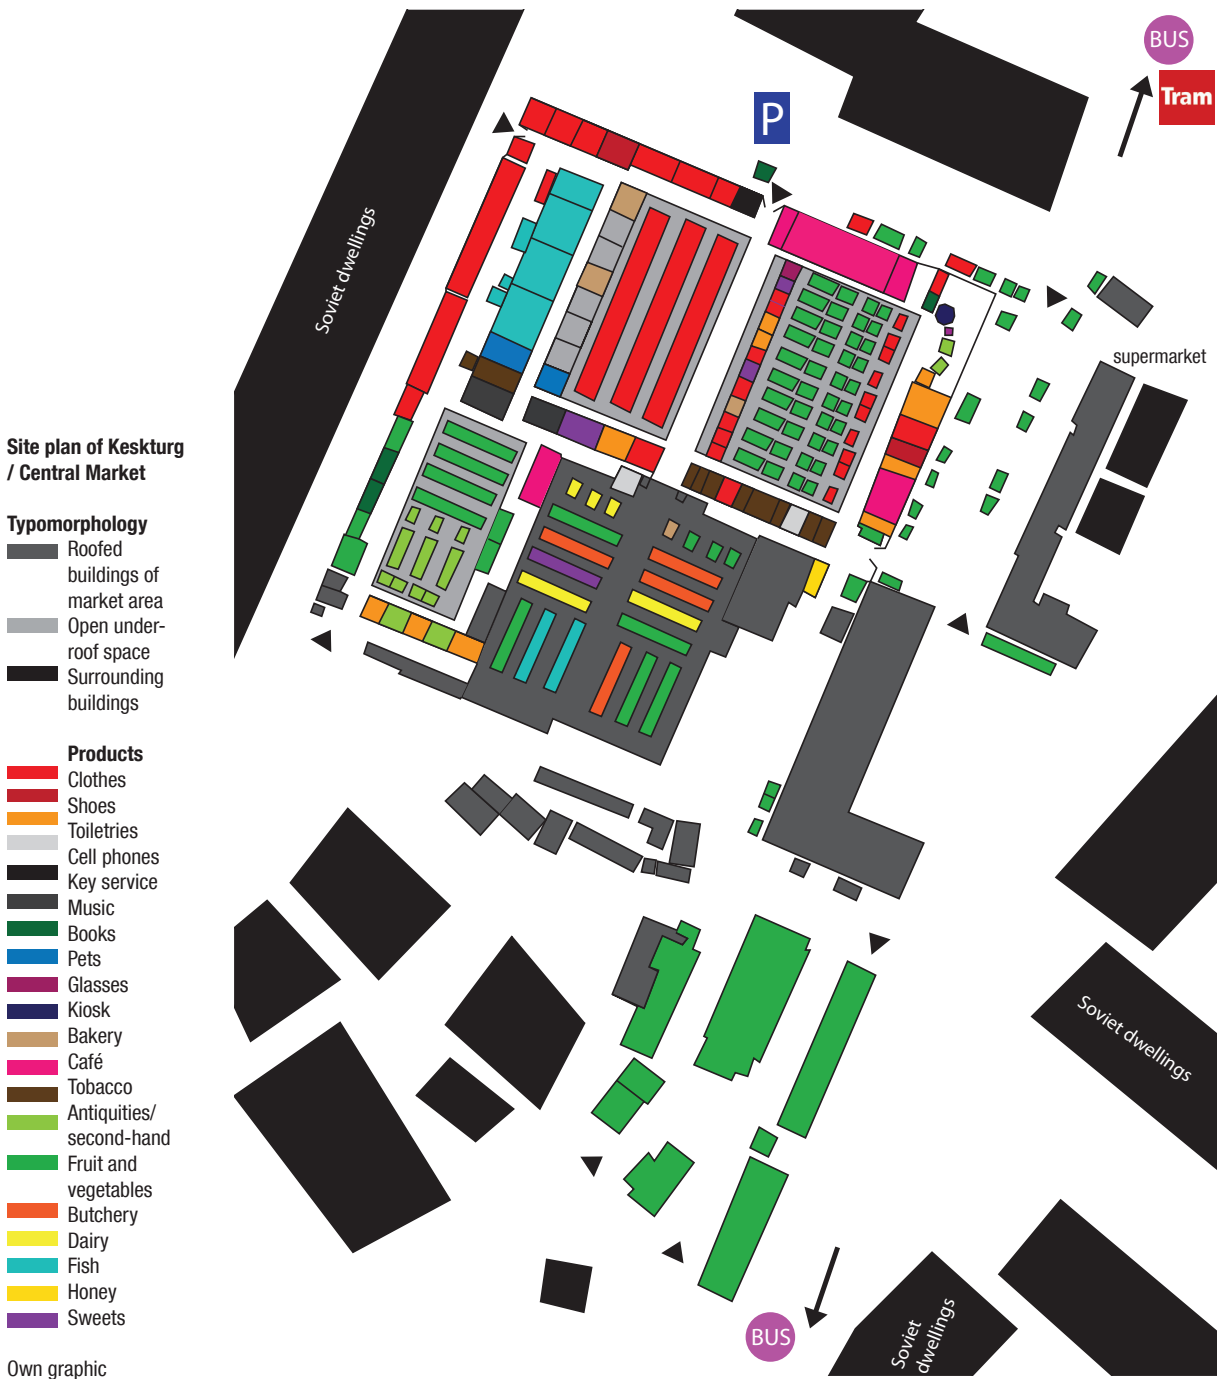 BUS
Tram
P
Soviet dwellings
supermarket
Site plan of Keskturg
/ Central Market
Typomorphology
Roofed
buildings of
market area
Open under-
roof space
Surrounding
buildings
Products
Clothes
Shoes
Toiletries
Cell phones
Key service
Music
Books
Pets
Glasses
Kiosk
Bakery
Café
Tobacco
Antiquities/
second-hand
Fruit and
vegetables
Butchery
Dairy
Fish
Honey
Sweets
Own graphic
Soviet dwellings
BUS
Soviet
dwellings